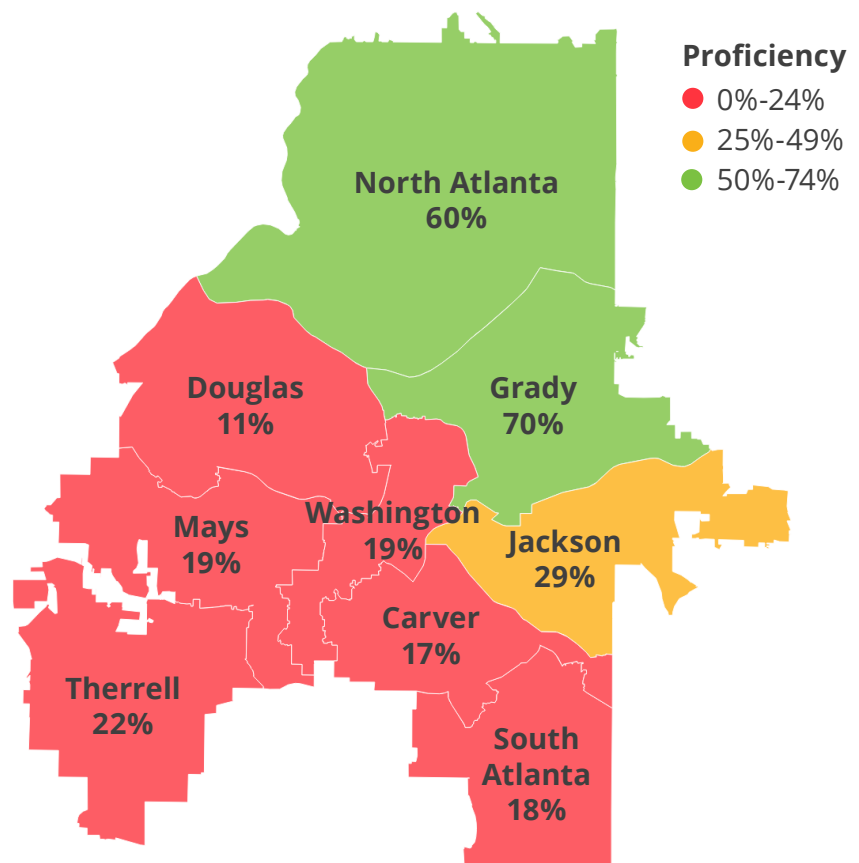 Proficiency
0%-24%
25%-49%
50%-74%
North Atlanta
60%
Douglas
11%
Grady
70%
Washington
19%
Mays
19%
Jackson
29%
Carver
17%
Therrell
22%
South
Atlanta
18%